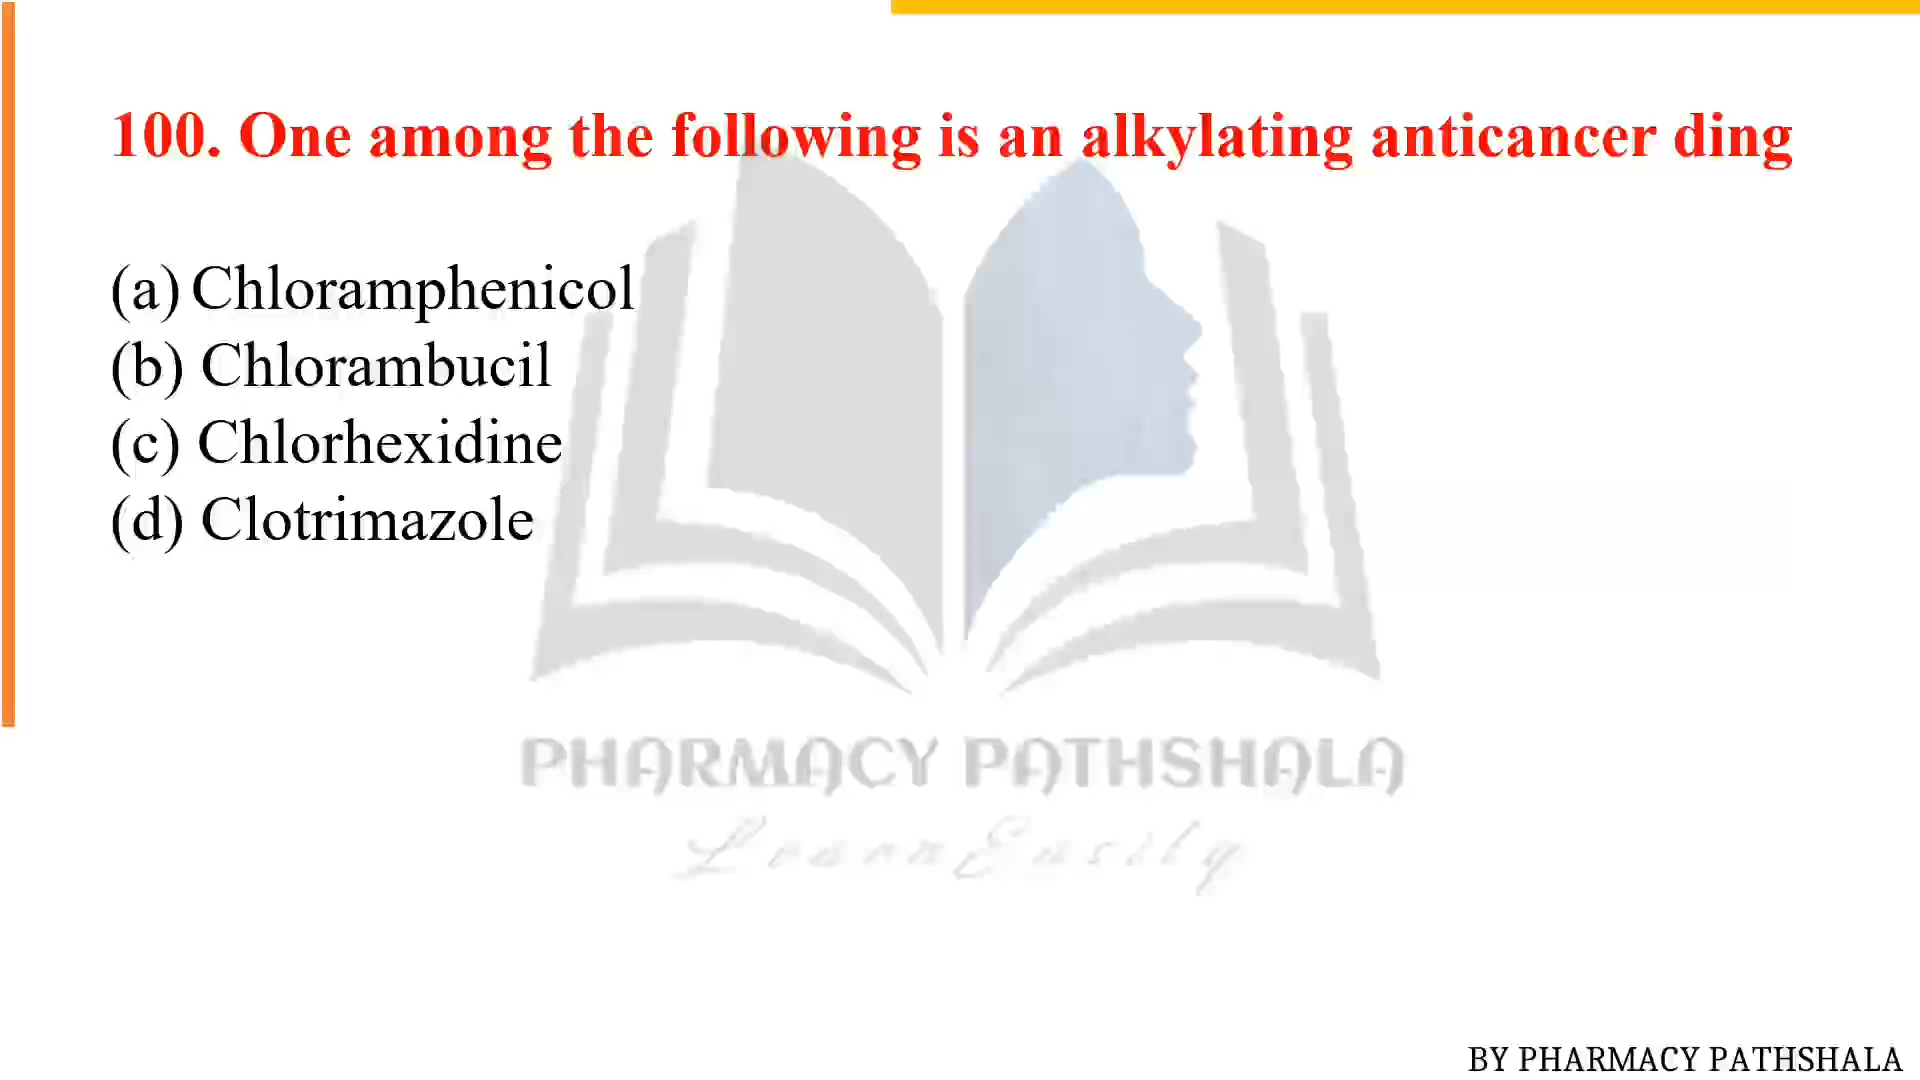 100. One among the following is an alkylating anticancer ding
(a) Chloramphenicol
(b) Chlorambucil
(c) Chlorhexidine
(d) Clotrimazole
PHARMACY PATHSHALA
Learn Easily
BY PHARMACY PATHSHALA